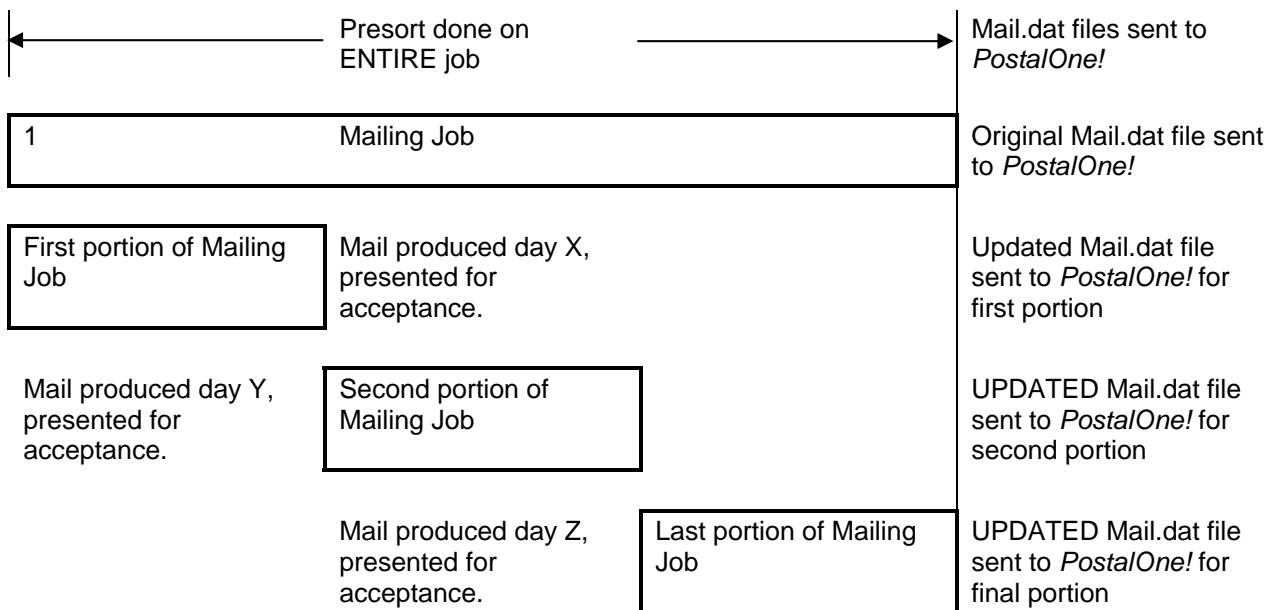 Presort done on
ENTIRE job
Mail.dat files sent to
PostalOne!
1
Mailing Job
Original Mail.dat file sent
to PostalOne!
First portion of Mailing
Job
Mail produced day X,
presented for
acceptance.
Updated Mail.dat file
sent to PostalOne! for
first portion
Mail produced day Y,
presented for
acceptance.
Second portion of
Mailing Job
UPDATED Mail.dat file
sent to PostalOne! for
second portion
Mail produced day Z,
presented for
acceptance.
Last portion of Mailing
Job
UPDATED Mail.dat file
sent to PostalOne! for
final portion